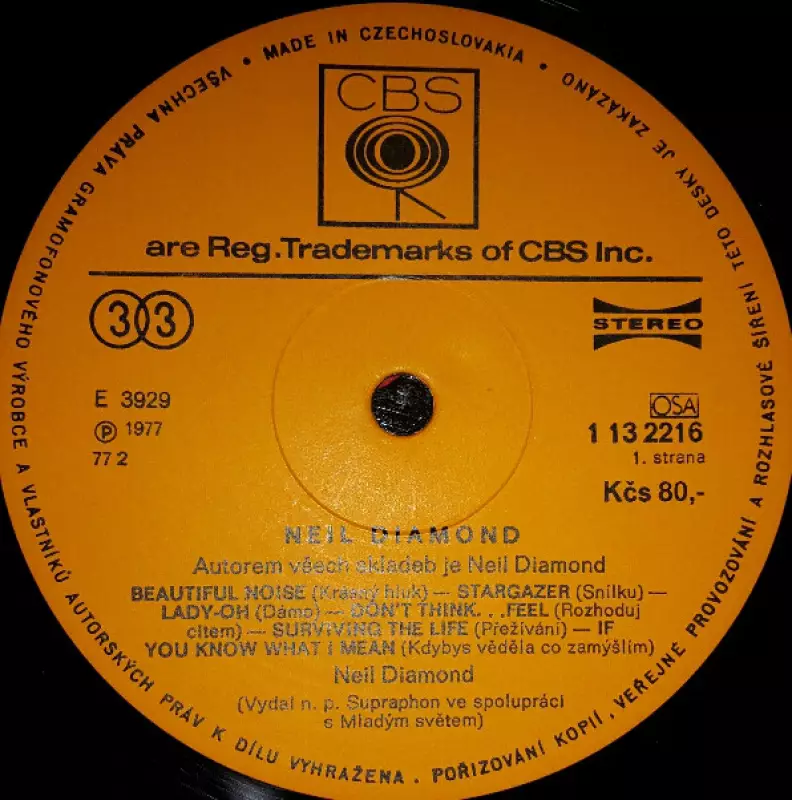 VŠECHNA PRÁVA GRAMOFONOVÉHO VÝROBCE A VLASTNÍKŮ AUTORSKÝCH PRÁV K DÍLU VYHRAŽENA . POŘIZOVÁNÍ KOPIÍ, VEŘEJNÉ PROVOZOVÁNÍ A ROZHLASOVÉ ŠÍŘENÍ TÉTO DESKY JE ZAKÁZÁNO
• MADE IN CZECHOSLOVAKIA •
CBS
are Reg.Trademarks of CBS Inc.
33
STEREO
E 3929
OSA
Ⓟ 1977
1 13 2216
77 2
1. strana
Kčs 80,-
NEIL DIAMOND
Autorem všech skladeb je Neil Diamond
BEAUTIFUL NOISE (Krásný hluk) — STARGAZER (Snílku) —
LADY-OH (Dámo) — DON'T THINK. . .FEEL (Rozhoduj
citem) — SURVIVING THE LIFE (Přežívání) — IF
YOU KNOW WHAT I MEAN (Kdybys věděla co zamýšlím)
Neil Diamond
(Vydal n. p. Supraphon ve spolupráci
s Mladým světem)